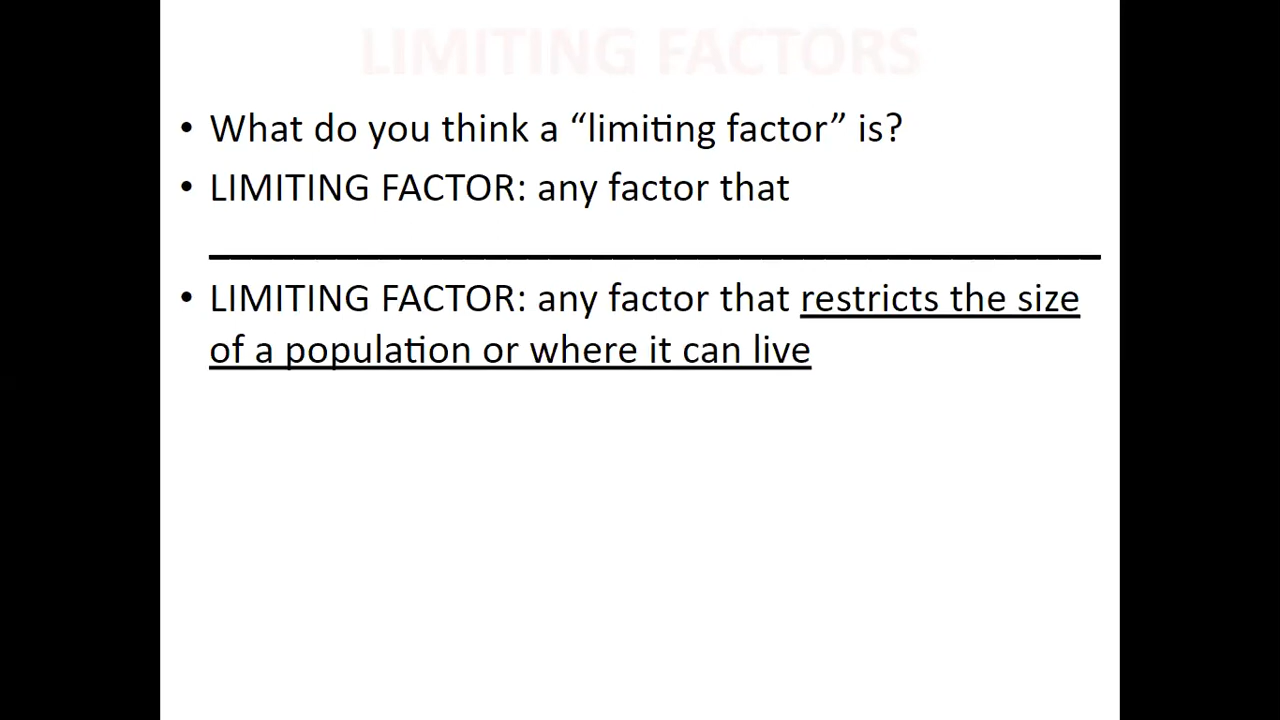 LIMITING FACTORS
• What do you think a “limiting factor” is?
• LIMITING FACTOR: any factor that
__________________________________________
• LIMITING FACTOR: any factor that restricts the size
of a population or where it can live